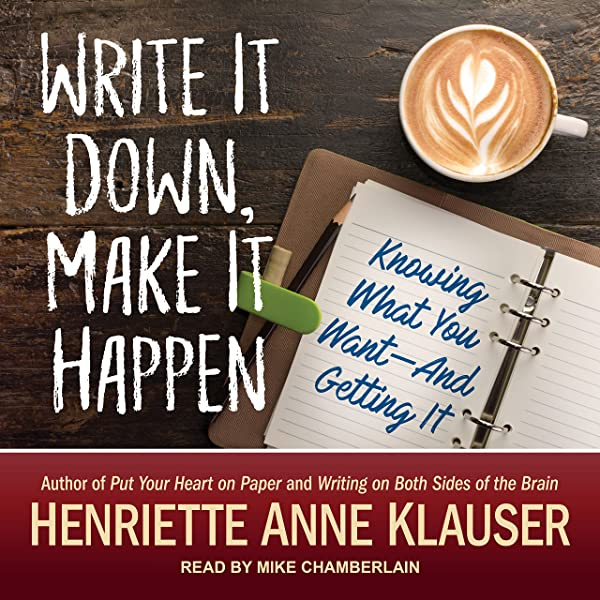 WRITE IT
DOWN,
MAKE IT
HAPPEN
Knowing
What You
Want—And
Getting It
Author of Put Your Heart on Paper and Writing on Both Sides of the Brain
HENRIETTE ANNE KLAUSER
READ BY MIKE CHAMBERLAIN